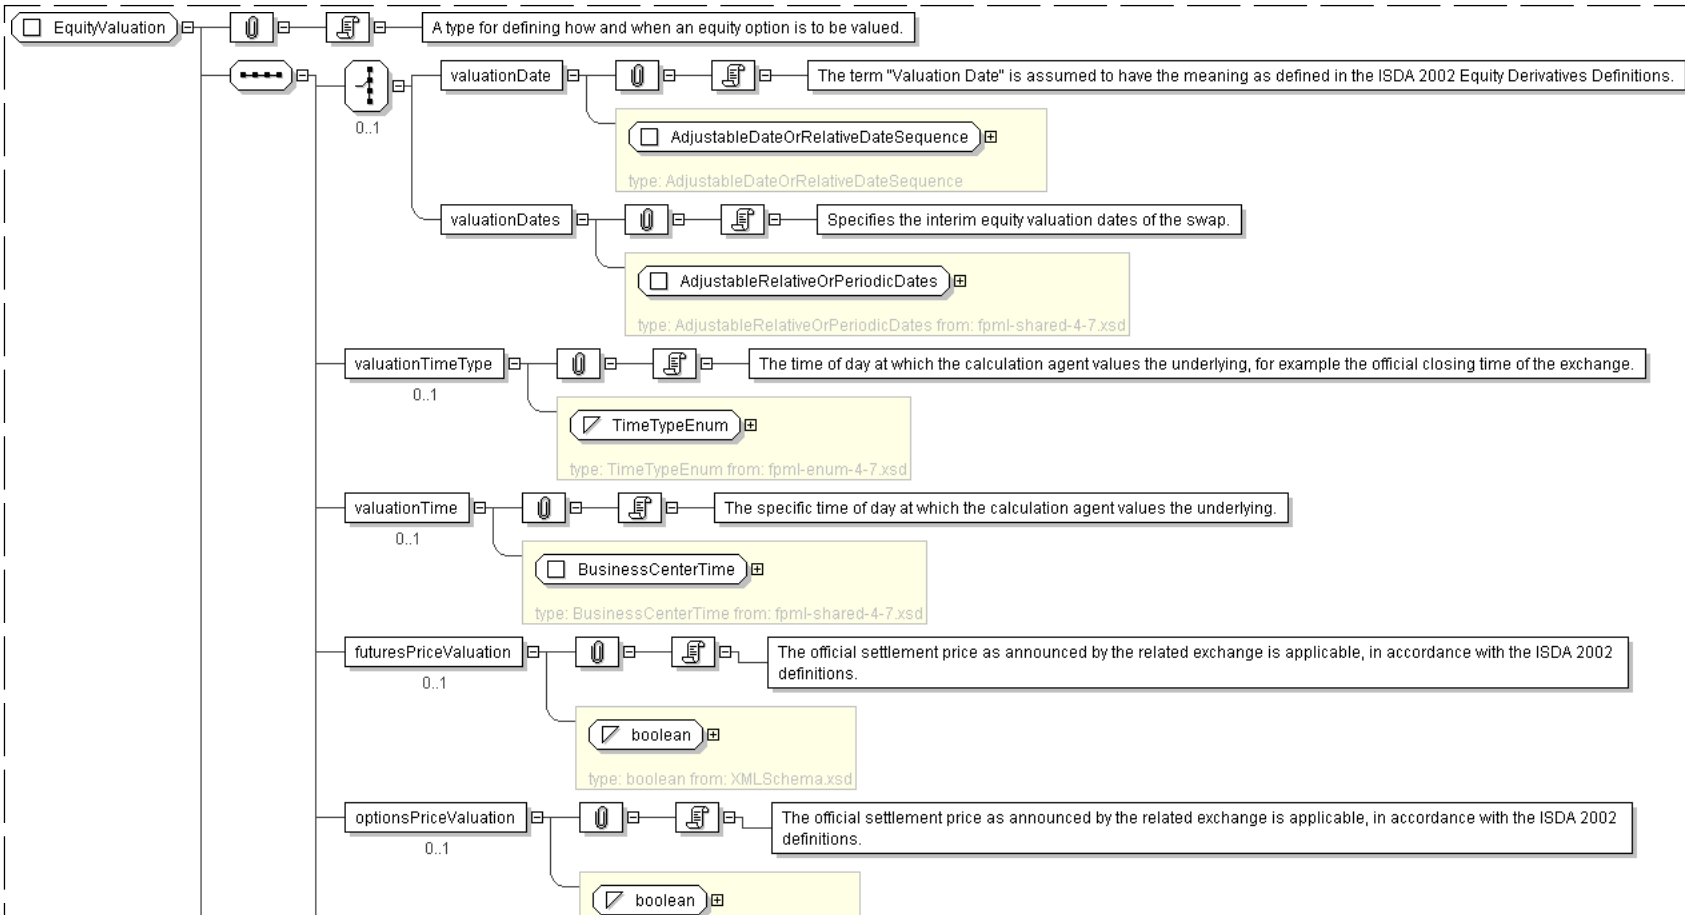 EquityValuation
A type for defining how and when an equity option is to be valued.
valuationDate
The term "Valuation Date" is assumed to have the meaning as defined in the ISDA 2002 Equity Derivatives Definitions.
0..1
AdjustableDateOrRelativeDateSequence
type: AdjustableDateOrRelativeDateSequence
valuationDates
Specifies the interim equity valuation dates of the swap.
AdjustableRelativeOrPeriodicDates
type: AdjustableRelativeOrPeriodicDates from: fpml-shared-4-7.xsd
valuationTimeType
The time of day at which the calculation agent values the underlying, for example the official closing time of the exchange.
0..1
TimeTypeEnum
type: TimeTypeEnum from: fpml-enum-4-7.xsd
valuationTime
The specific time of day at which the calculation agent values the underlying.
0..1
BusinessCenterTime
type: BusinessCenterTime from: fpml-shared-4-7.xsd
futuresPriceValuation
The official settlement price as announced by the related exchange is applicable, in accordance with the ISDA 2002
definitions.
0..1
boolean
type: boolean from: XMLSchema.xsd
optionsPriceValuation
The official settlement price as announced by the related exchange is applicable, in accordance with the ISDA 2002
definitions.
0..1
boolean